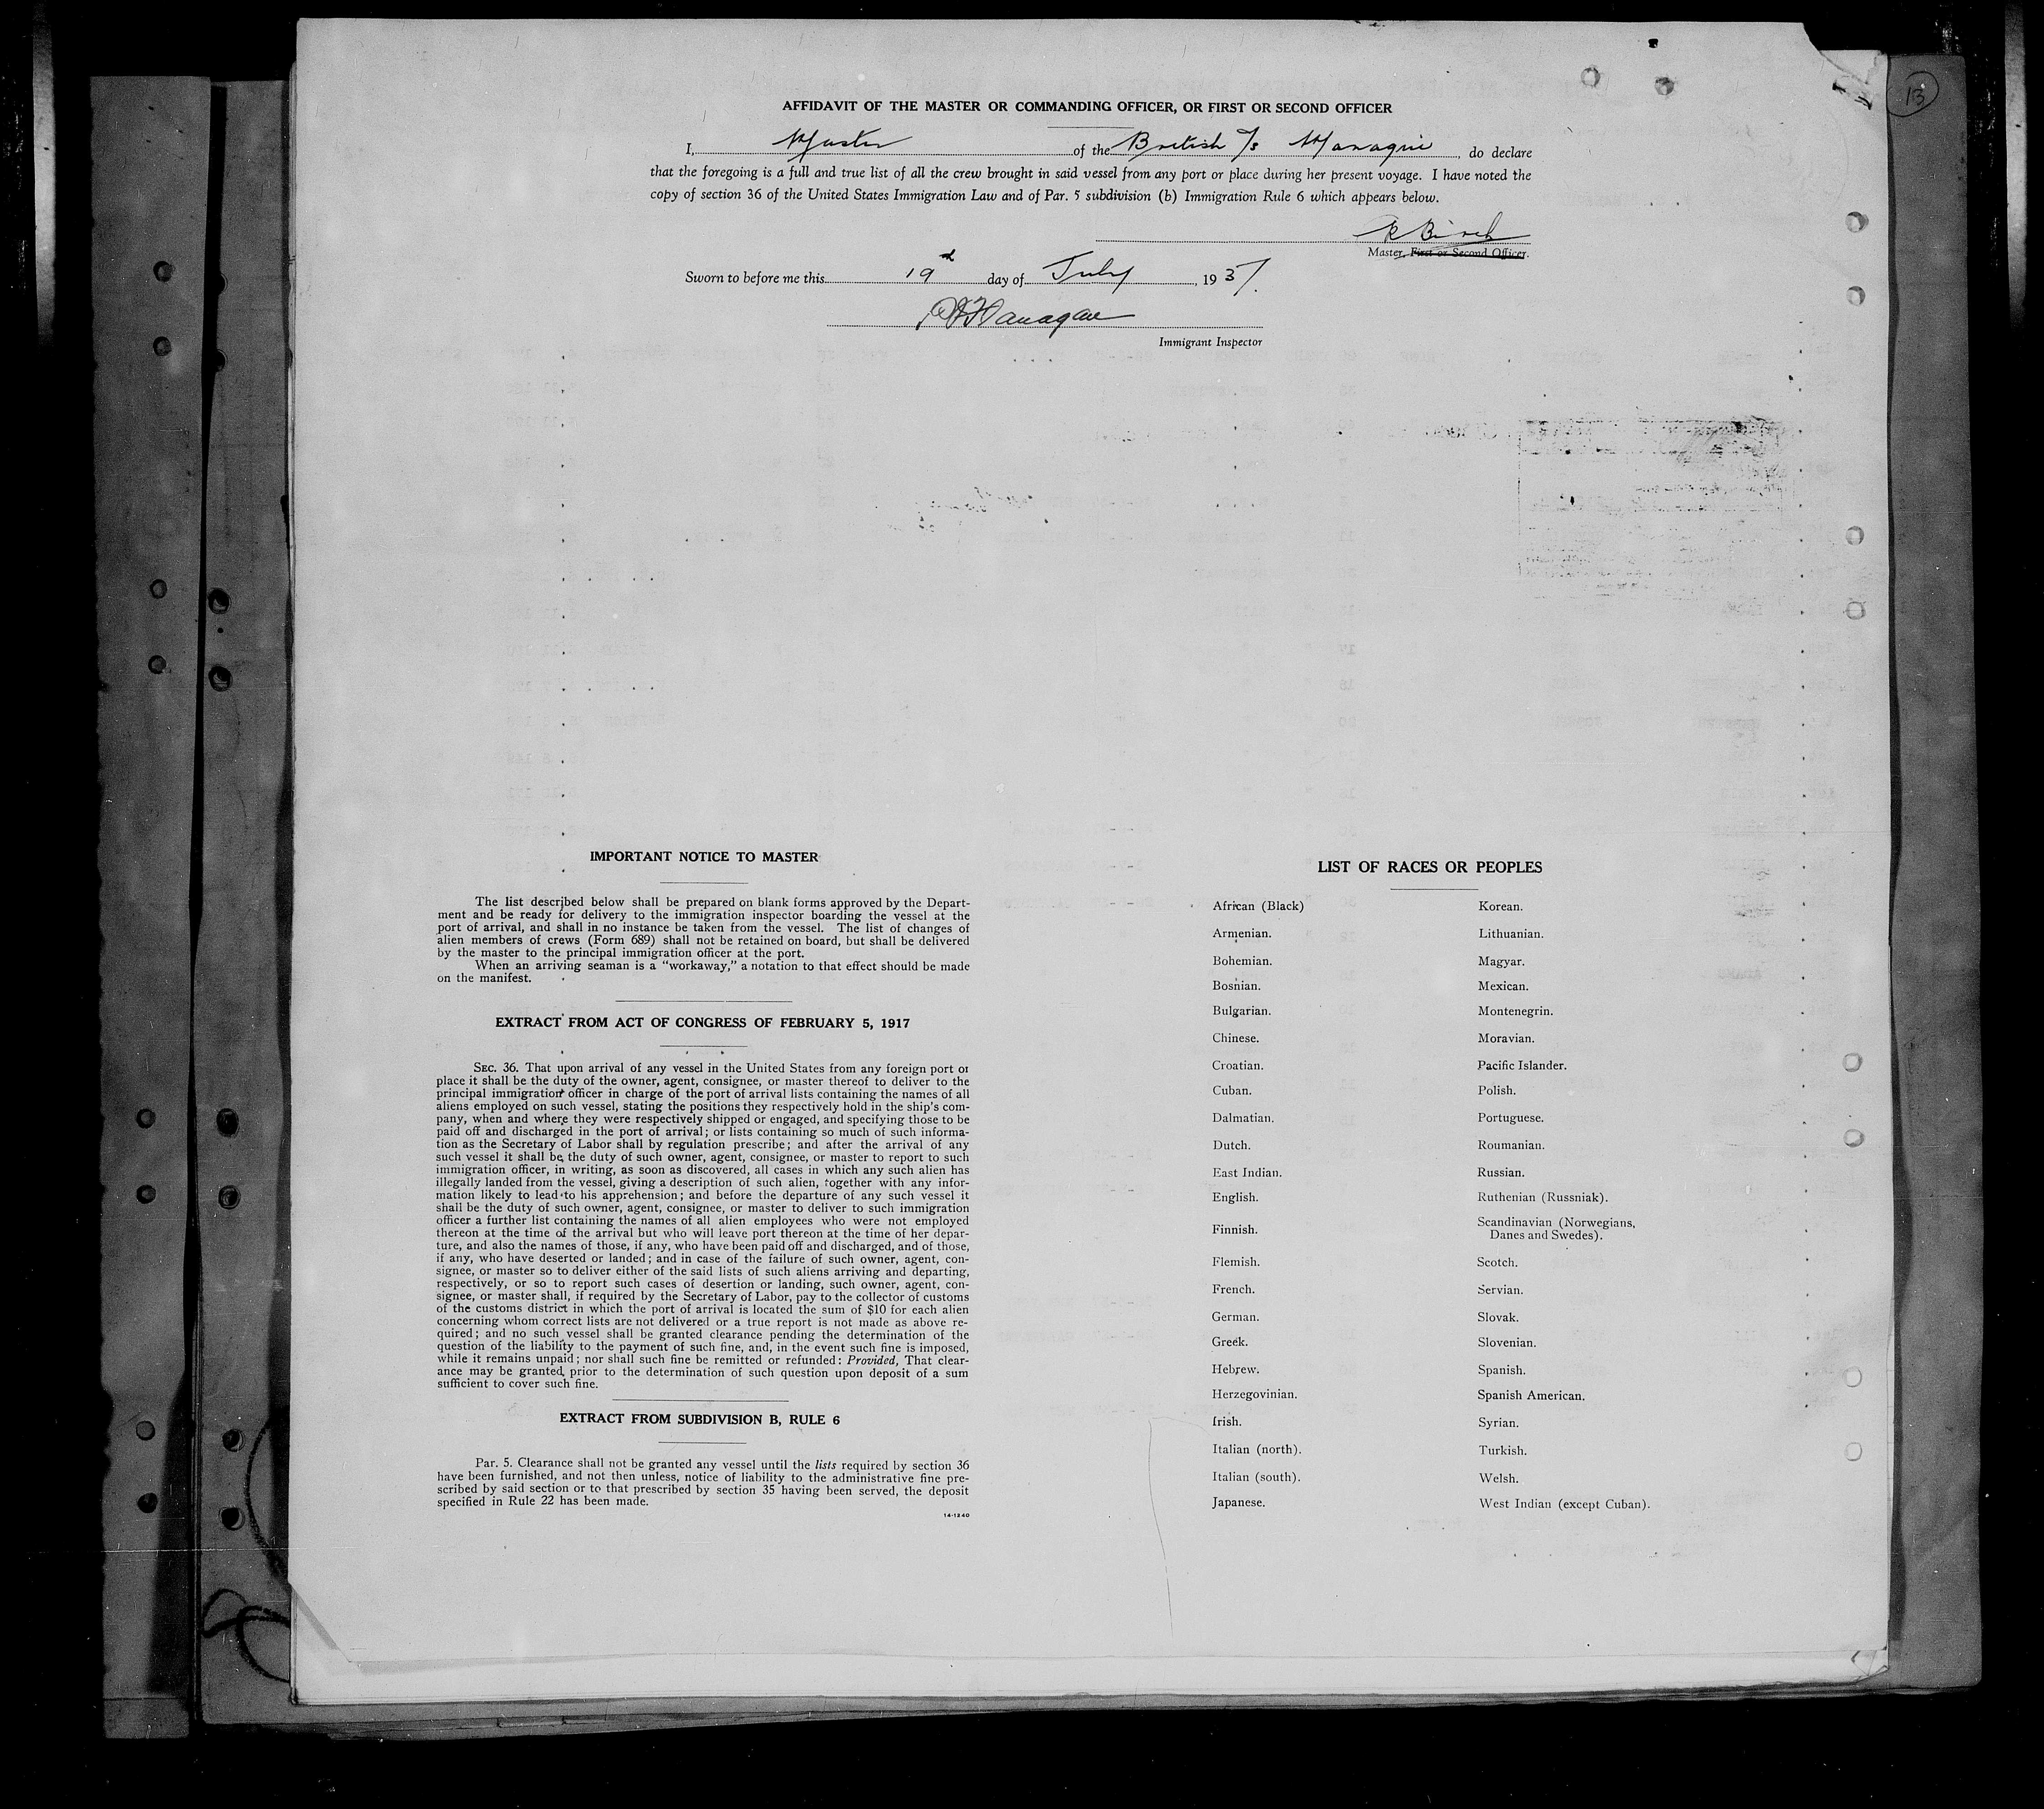 13
AFFIDAVIT OF THE MASTER OR COMMANDING OFFICER, OR FIRST OR SECOND OFFICER
I, Master of the British S/s Managui, do declare
that the foregoing is a full and true list of all the crew brought in said vessel from any port or place during her present voyage. I have noted the
copy of section 36 of the United States Immigration Law and of Par. 5 subdivision (b) Immigration Rule 6 which appears below.
R Birch
Master, First or Second Officer.
Sworn to before me this 19 day of July, 1937.
Flanagan
Immigrant Inspector
IMPORTANT NOTICE TO MASTER
The list described below shall be prepared on blank forms approved by the Depart-
ment and be ready for delivery to the immigration inspector boarding the vessel at the
port of arrival, and shall in no instance be taken from the vessel. The list of changes of
alien members of crews (Form 689) shall not be retained on board, but shall be delivered
by the master to the principal immigration officer at the port.
When an arriving seaman is a "workaway," a notation to that effect should be made
on the manifest.
EXTRACT FROM ACT OF CONGRESS OF FEBRUARY 5, 1917
SEC. 36. That upon arrival of any vessel in the United States from any foreign port or
place it shall be the duty of the owner, agent, consignee, or master thereof to deliver to the
principal immigration officer in charge of the port of arrival lists containing the names of all
aliens employed on such vessel, stating the positions they respectively hold in the ship's com-
pany, when and where they were respectively shipped or engaged, and specifying those to be
paid off and discharged in the port of arrival; or lists containing so much of such informa-
tion as the Secretary of Labor shall by regulation prescribe; and after the arrival of any
such vessel it shall be the duty of such owner, agent, consignee, or master to report to such
immigration officer, in writing, as soon as discovered, all cases in which any such alien has
illegally landed from the vessel, giving a description of such alien, together with any infor-
mation likely to lead to his apprehension; and before the departure of any such vessel it
shall be the duty of such owner, agent, consignee, or master to deliver to such immigration
officer a further list containing the names of all alien employees who were not employed
thereon at the time of the arrival but who will leave port thereon at the time of her depar-
ture, and also the names of those, if any, who have been paid off and discharged, and of those,
if any, who have deserted or landed; and in case of the failure of such owner, agent, con-
signee, or master so to deliver either of the said lists of such aliens arriving and departing,
respectively, or so to report such cases of desertion or landing, such owner, agent, con-
signee, or master shall, if required by the Secretary of Labor, pay to the collector of customs
of the customs district in which the port of arrival is located the sum of $10 for each alien
concerning whom correct lists are not delivered or a true report is not made as above re-
quired; and no such vessel shall be granted clearance pending the determination of the
question of the liability to the payment of such fine, and, in the event such fine is imposed,
while it remains unpaid; nor shall such fine be remitted or refunded: Provided, That clear-
ance may be granted prior to the determination of such question upon deposit of a sum
sufficient to cover such fine.
EXTRACT FROM SUBDIVISION B, RULE 6
Par. 5. Clearance shall not be granted any vessel until the lists required by section 36
have been furnished, and not then unless, notice of liability to the administrative fine pre-
scribed by said section or to that prescribed by section 35 having been served, the deposit
specified in Rule 22 has been made.
14-1240
LIST OF RACES OR PEOPLES
African (Black)
Armenian.
Bohemian.
Bosnian.
Bulgarian.
Chinese.
Croatian.
Cuban.
Dalmatian.
Dutch.
East Indian.
English.
Finnish.
Flemish.
French.
German.
Greek.
Hebrew.
Herzegovinian.
Irish.
Italian (north).
Italian (south).
Japanese.
Korean.
Lithuanian.
Magyar.
Mexican.
Montenegrin.
Moravian.
Pacific Islander.
Polish.
Portuguese.
Roumanian.
Russian.
Ruthenian (Russniak).
Scandinavian (Norwegians,
Danes and Swedes).
Scotch.
Servian.
Slovak.
Slovenian.
Spanish.
Spanish American.
Syrian.
Turkish.
Welsh.
West Indian (except Cuban).